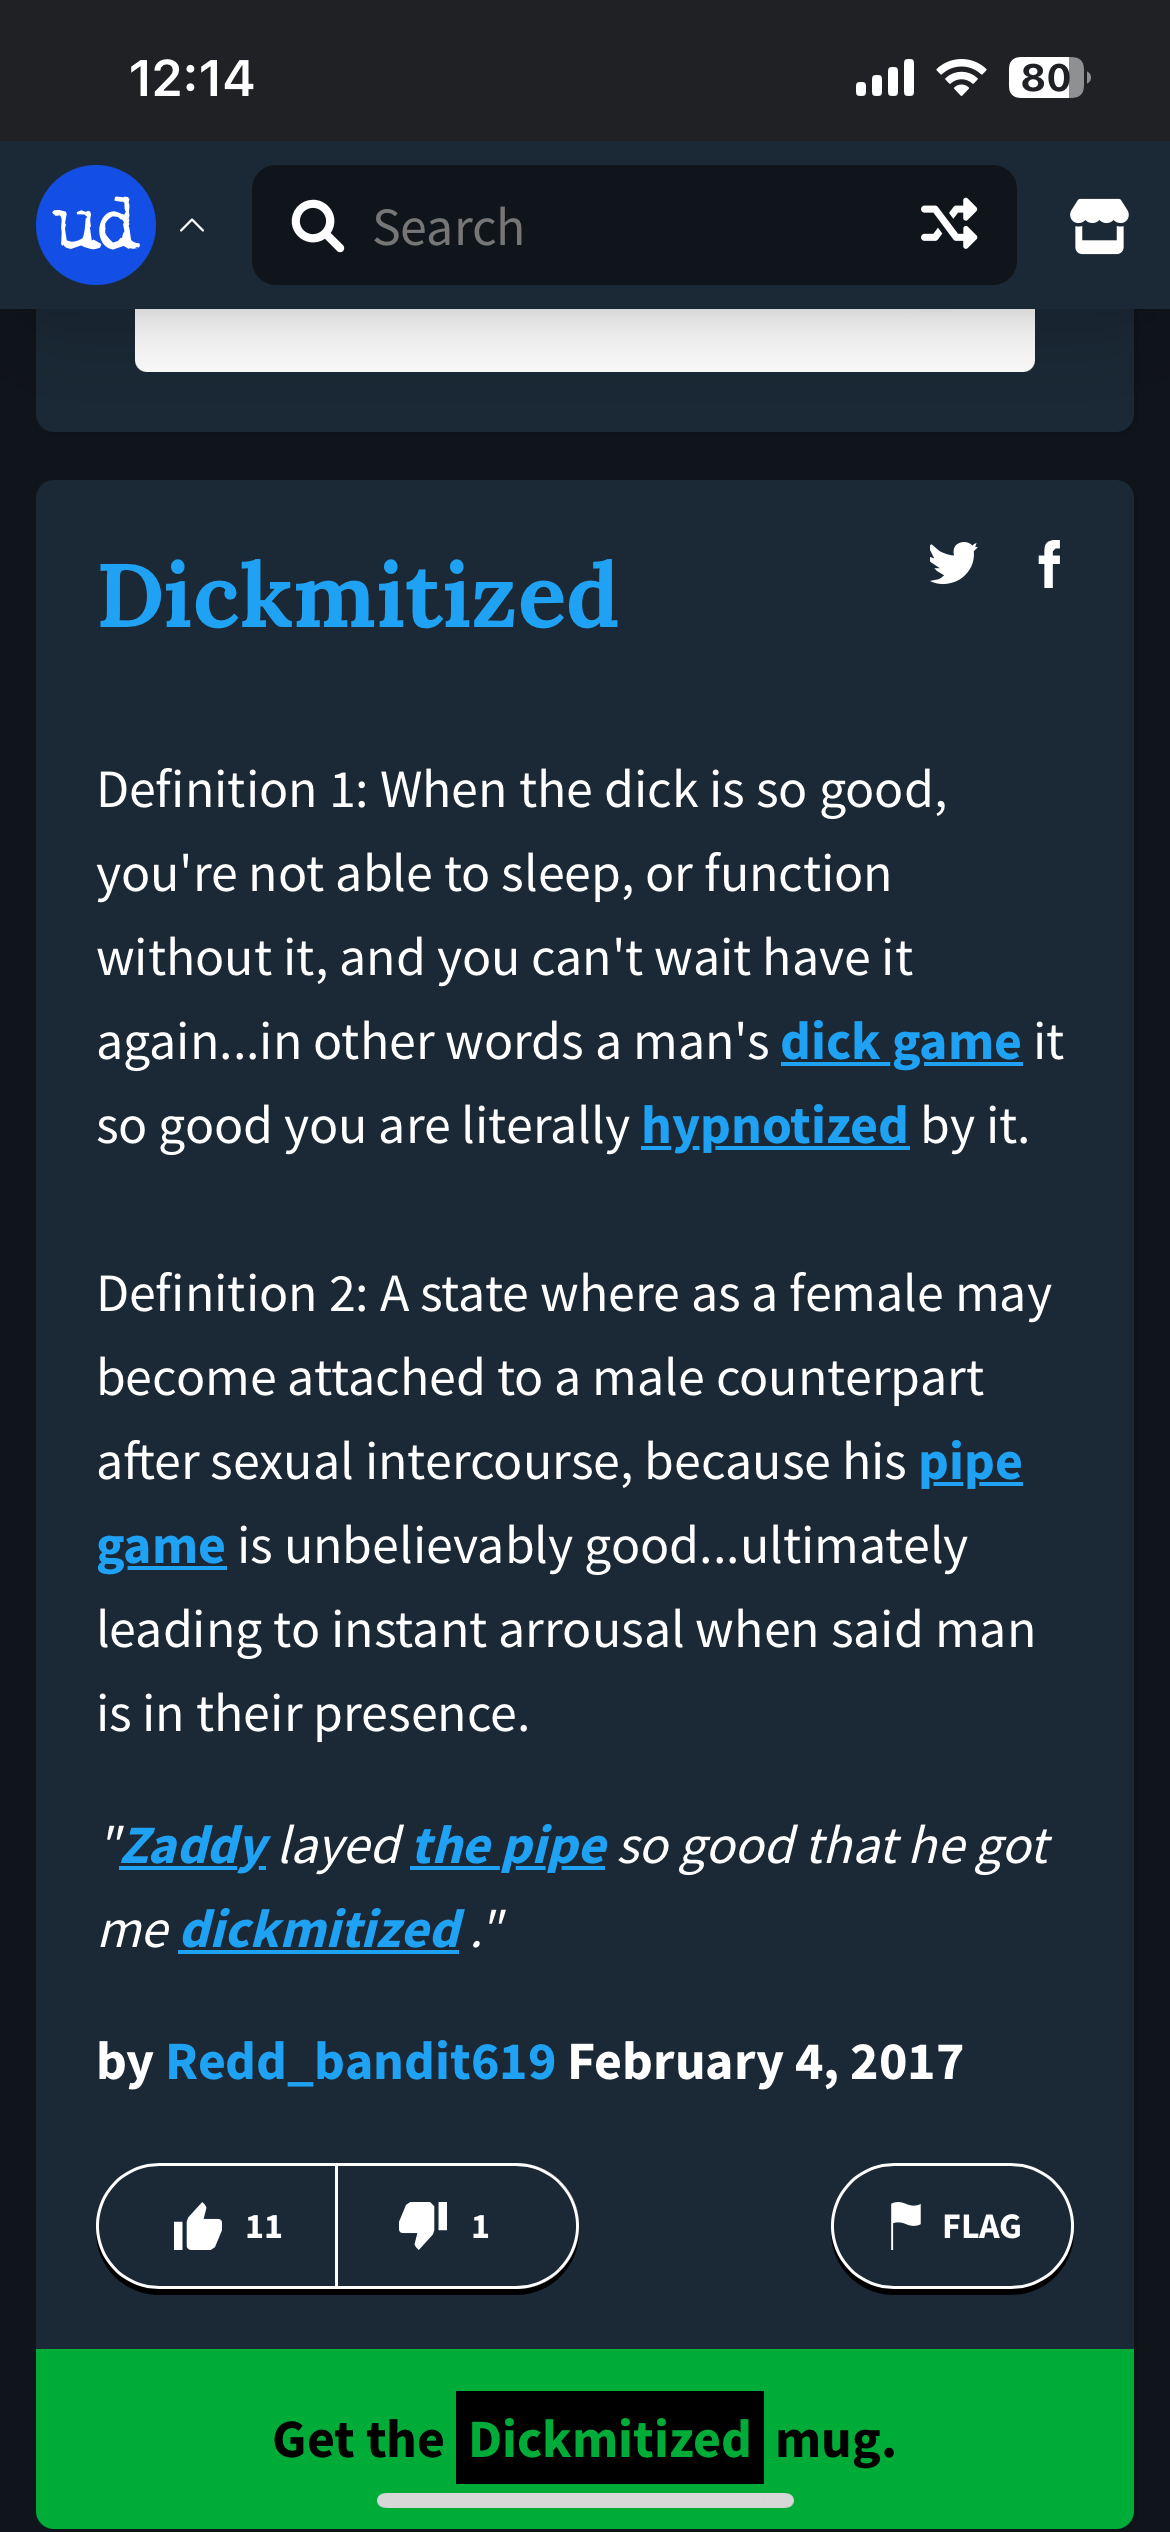 12:14
80
ud
Search
Dickmitized
Definition 1: When the dick is so good,
you're not able to sleep, or function
without it, and you can't wait have it
again...in other words a man's dick game it
so good you are literally hypnotized by it.
Definition 2: A state where as a female may
become attached to a male counterpart
after sexual intercourse, because his pipe
game is unbelievably good...ultimately
leading to instant arrousal when said man
is in their presence.
"Zaddy layed the pipe so good that he got
me dickmitized ."
by Redd_bandit619 February 4, 2017
11
1
FLAG
Get the Dickmitized mug.